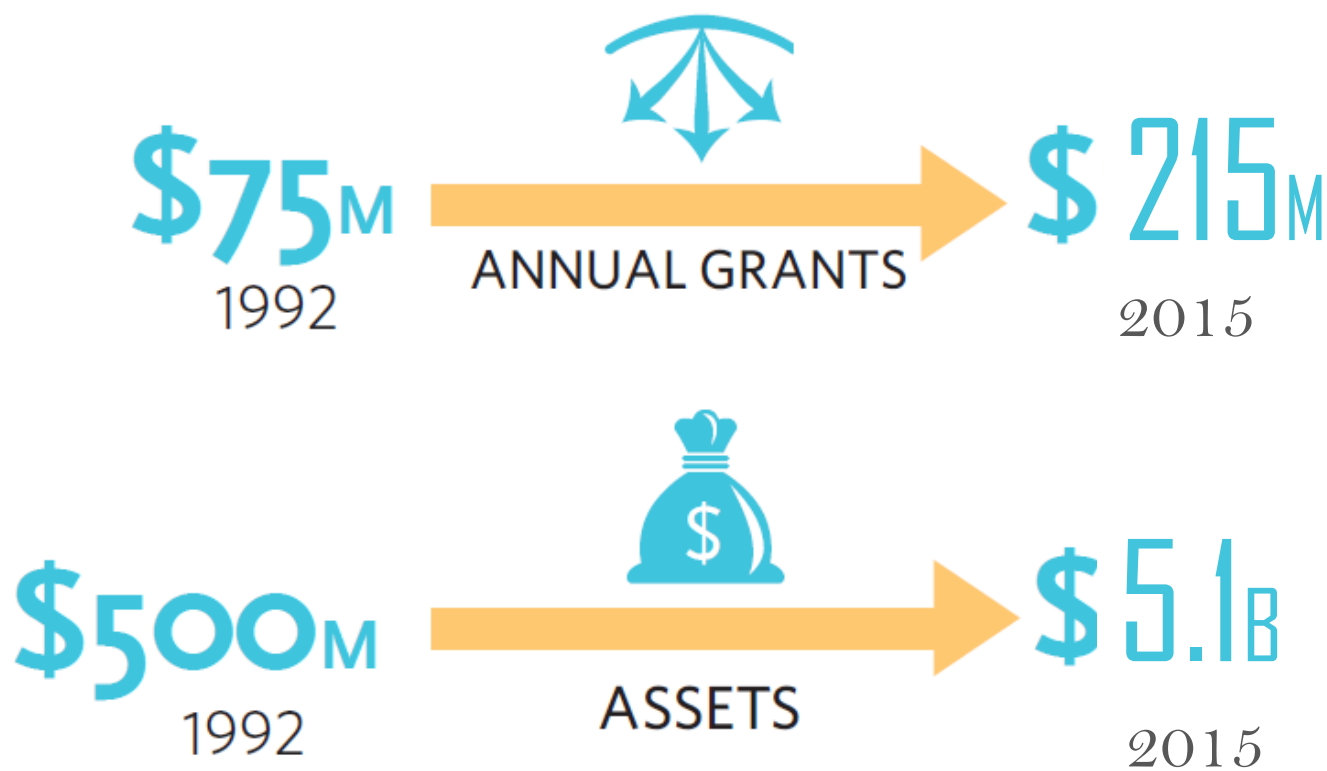 $75M
$ 215M
ANNUAL GRANTS
1992
2015
$
$500M
$ 5.1B
ASSETS
1992
2015